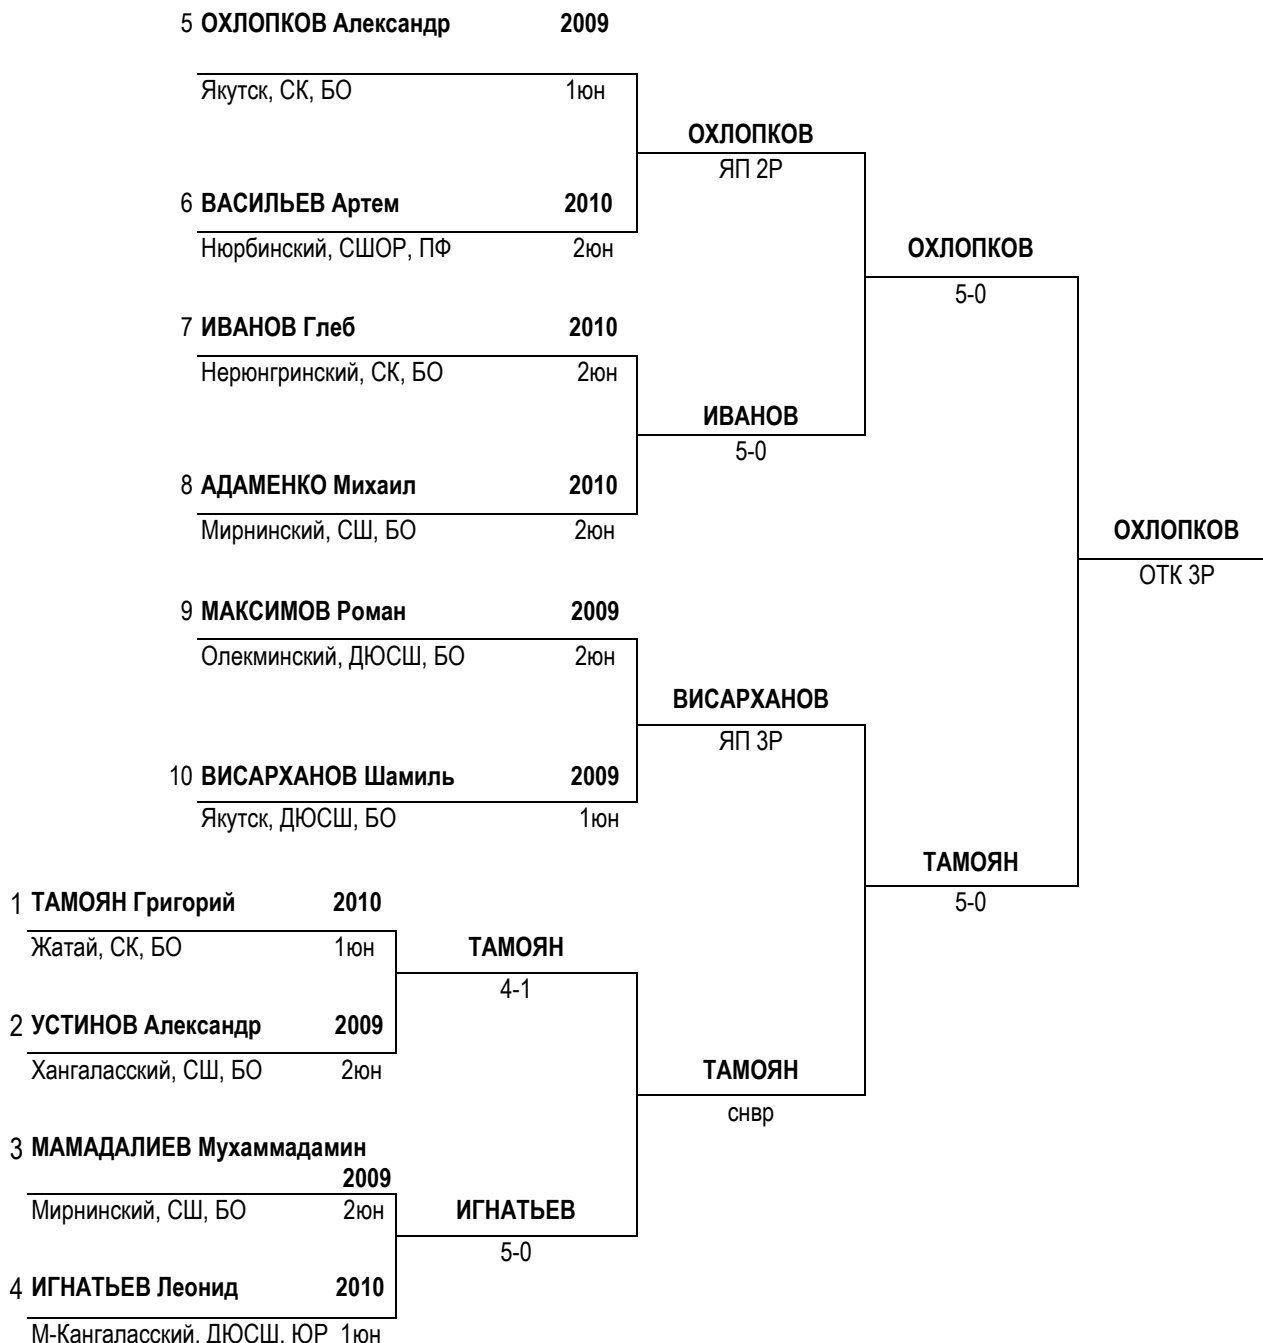 5 ОХЛОПКОВ Александр 2009
Якутск, СК, БО 1юн
ОХЛОПКОВ
ЯП 2Р
6 ВАСИЛЬЕВ Артем 2010
Нюрбинский, СШОР, ПФ 2юн
ОХЛОПКОВ
5-0
7 ИВАНОВ Глеб 2010
Нерюнгринский, СК, БО 2юн
ИВАНОВ
5-0
8 АДАМЕНКО Михаил 2010
Мирнинский, СШ, БО 2юн
ОХЛОПКОВ
ОТК 3Р
9 МАКСИМОВ Роман 2009
Олекминский, ДЮСШ, БО 2юн
ВИСАРХАНОВ
ЯП 3Р
10 ВИСАРХАНОВ Шамиль 2009
Якутск, ДЮСШ, БО 1юн
ТАМОЯН
5-0
1 ТАМОЯН Григорий 2010
Жатай, СК, БО 1юн
ТАМОЯН
4-1
2 УСТИНОВ Александр 2009
Хангаласский, СШ, БО 2юн
ТАМОЯН
снвр
3 МАМАДАЛИЕВ Мухаммадамин
2009
Мирнинский, СШ, БО 2юн
ИГНАТЬЕВ
5-0
4 ИГНАТЬЕВ Леонид 2010
М-Кангаласский, ДЮСШ, ЮР 1юн